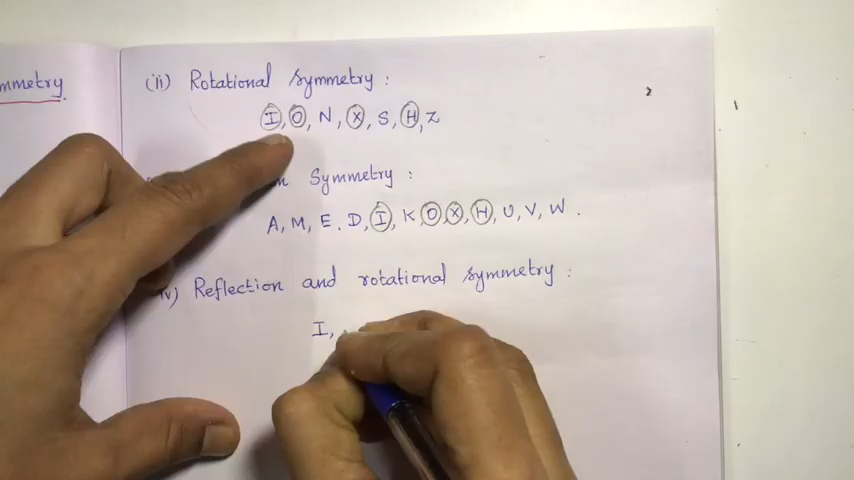 mmetry
(ii) Rotational symmetry :
I, O, N, X, S, H, Z
Symmetry :
A, M, E. D, I, K O, X, H, U, V, W .
Reflection and rotational symmetry :
I,